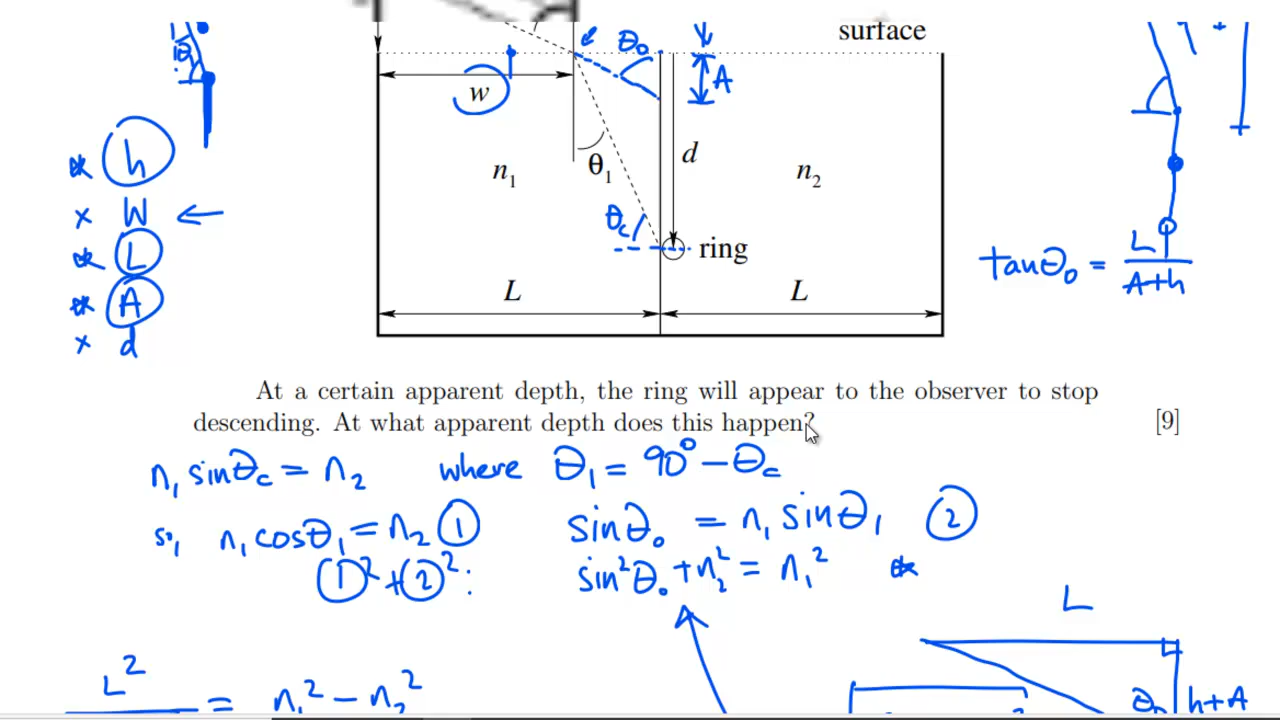 surface
θ₀
A
w
d
* h
θ₁
n₁
n₂
x W ←
θc
ring
* L
tanθ₀ = L / A+h
* A
L
L
x d
At a certain apparent depth, the ring will appear to the observer to stop
descending. At what apparent depth does this happen?
[9]
n₁ sinθc = n₂ where θ₁ = 90° − θc
so, n₁ cosθ₁ = n₂ ① sinθ₀ = n₁ sinθ₁ ②
①² + ②² : sin²θ₀ + n₂² = n₁² *
L
L² = n₁² − n₂²
θ₀ h+A